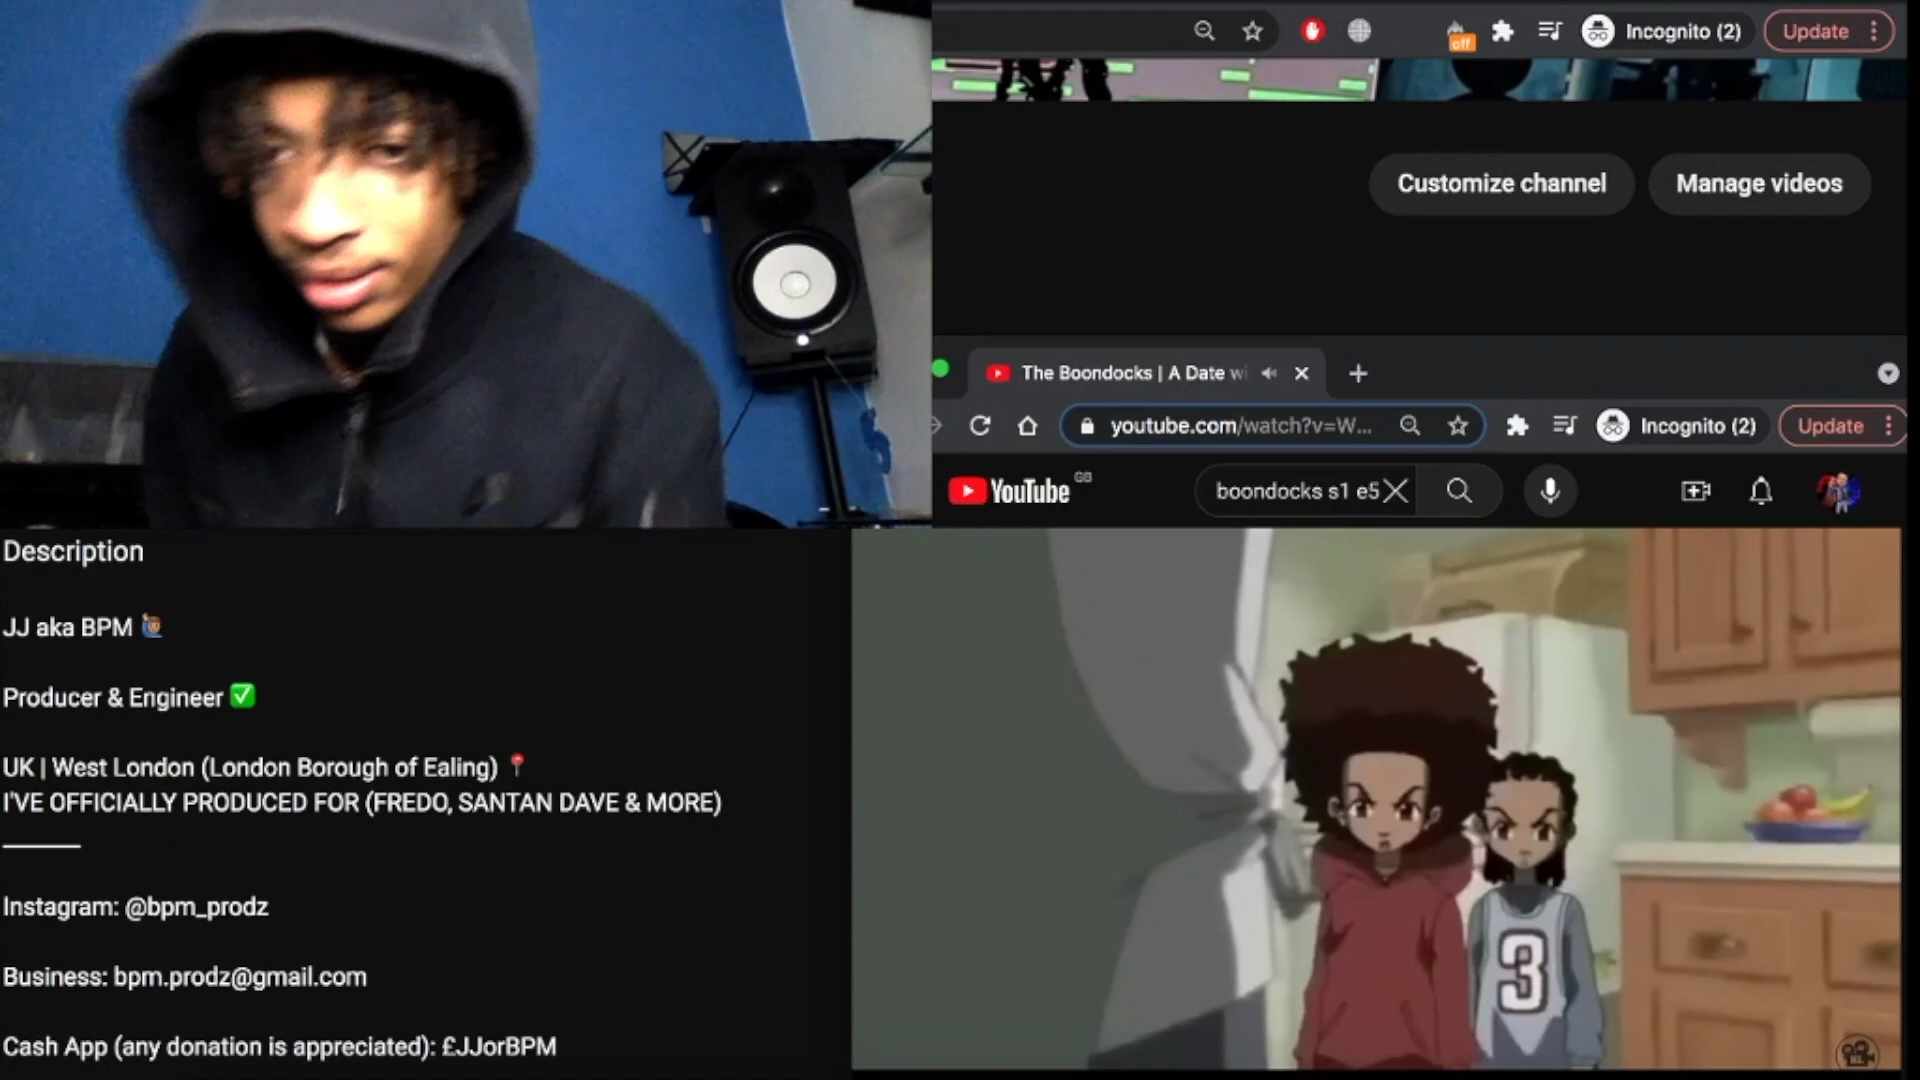 Incognito (2)
Update
off
Customize channel
Manage videos
The Boondocks | A Date wi
youtube.com/watch?v=W...
Incognito (2)
Update
YouTube GB
boondocks s1 e5
Description
JJ aka BPM 🙋🏽‍♂️
Producer & Engineer ✅
UK | West London (London Borough of Ealing) 📍
I'VE OFFICIALLY PRODUCED FOR (FREDO, SANTAN DAVE & MORE)
Instagram: @bpm_prodz
Business: bpm.prodz@gmail.com
Cash App (any donation is appreciated): £JJorBPM
3